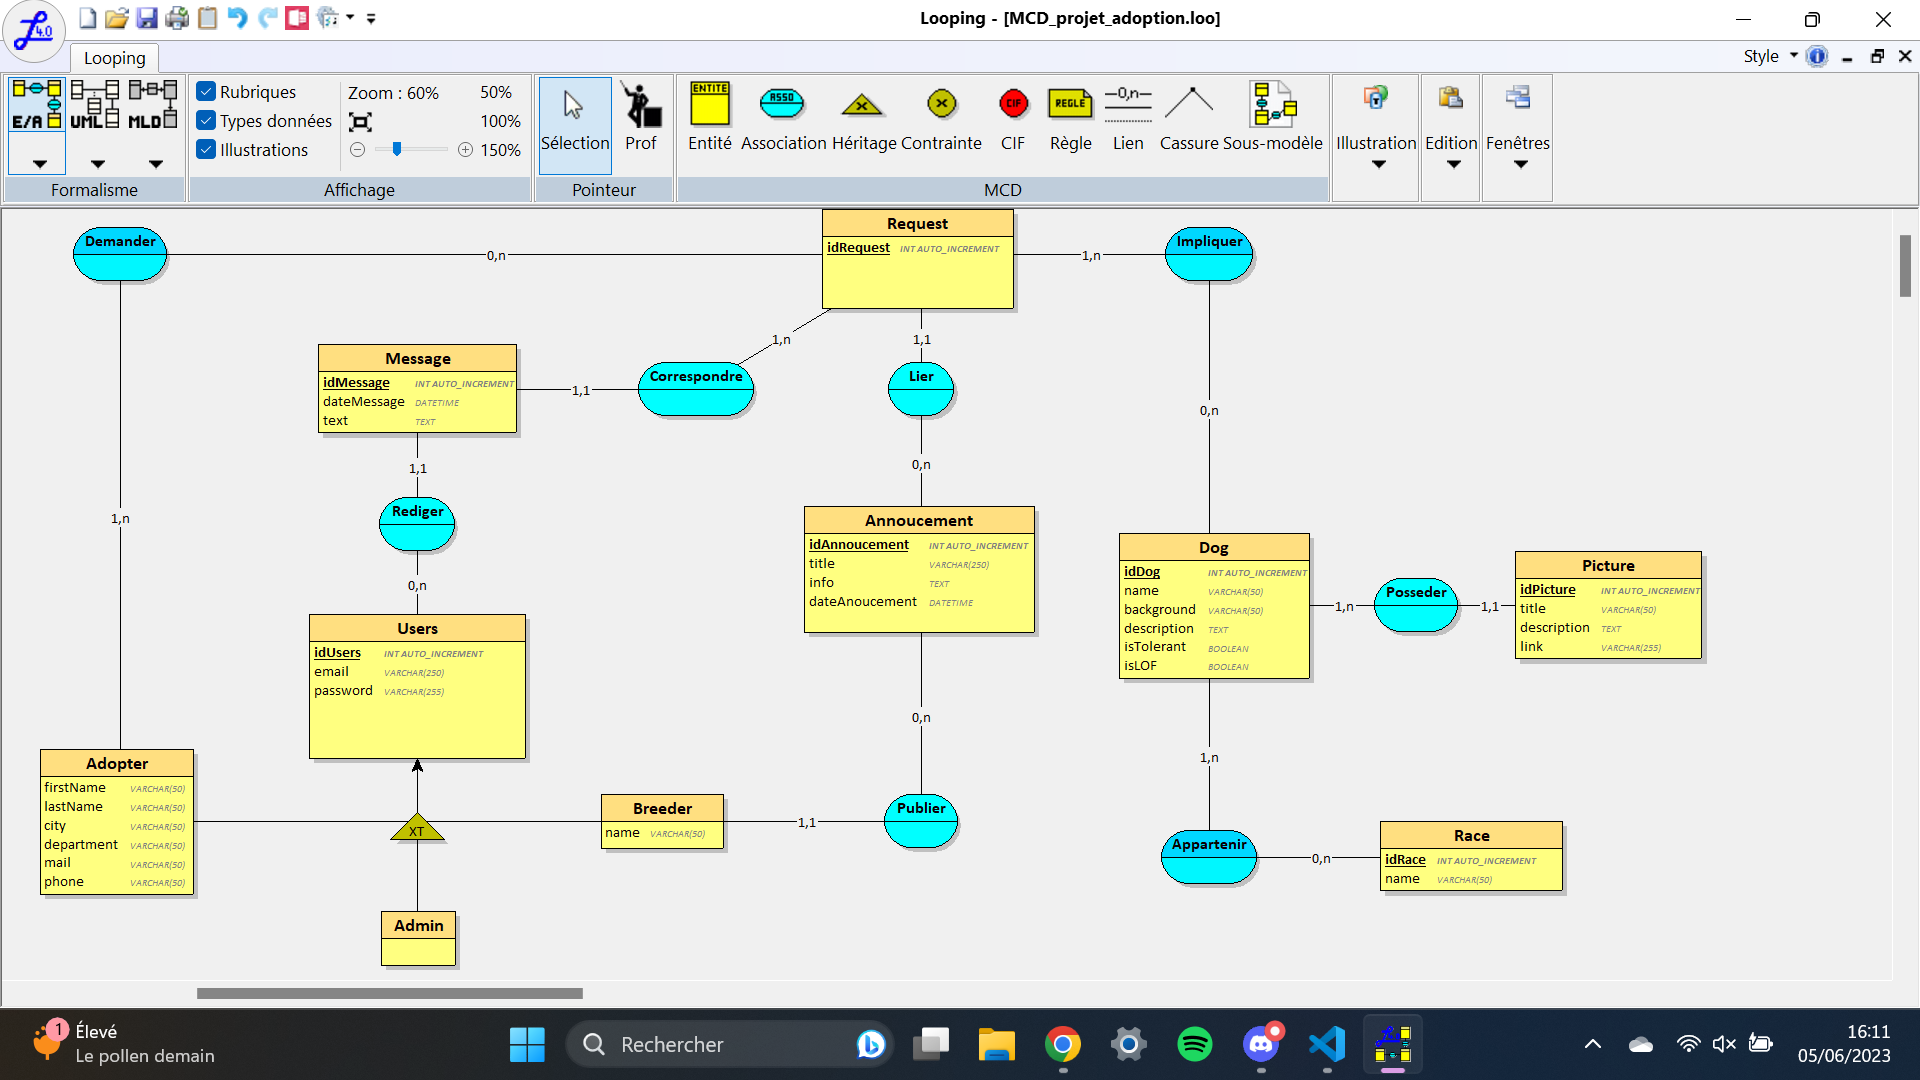 Looping - [MCD_projet_adoption.loo]
4.0
Looping
Style
E/A
UML
MLD
Formalisme
Rubriques
Types données
Illustrations
Zoom : 60%
50%
100%
150%
Affichage
Sélection
Prof
Pointeur
ENTITE
Entité
ASSO
Association
Héritage
Contrainte
CIF
CIF
REGLE
Règle
0,n
Lien
Cassure
Sous-modèle
MCD
Illustration
Edition
Fenêtres
Demander
0,n
Request
idRequest INT AUTO_INCREMENT
1,n
Impliquer
1,n
1,1
Message
idMessage INT AUTO_INCREMENT
dateMessage DATETIME
text TEXT
1,1
Correspondre
Lier
0,n
1,1
0,n
1,n
Rediger
0,n
Annoucement
idAnnoucement INT AUTO_INCREMENT
title VARCHAR(250)
info TEXT
dateAnoucement DATETIME
Dog
idDog INT AUTO_INCREMENT
name VARCHAR(50)
background VARCHAR(50)
description TEXT
isTolerant BOOLEAN
isLOF BOOLEAN
1,n
Posseder
1,1
Picture
idPicture INT AUTO_INCREMENT
title VARCHAR(50)
description TEXT
link VARCHAR(255)
Users
idUsers INT AUTO_INCREMENT
email VARCHAR(250)
password VARCHAR(255)
0,n
1,n
Adopter
firstName VARCHAR(50)
lastName VARCHAR(50)
city VARCHAR(50)
department VARCHAR(50)
mail VARCHAR(50)
phone VARCHAR(50)
XT
Breeder
name VARCHAR(50)
1,1
Publier
Appartenir
0,n
Race
idRace INT AUTO_INCREMENT
name VARCHAR(50)
Admin
1
Élevé
Le pollen demain
Rechercher
16:11
05/06/2023